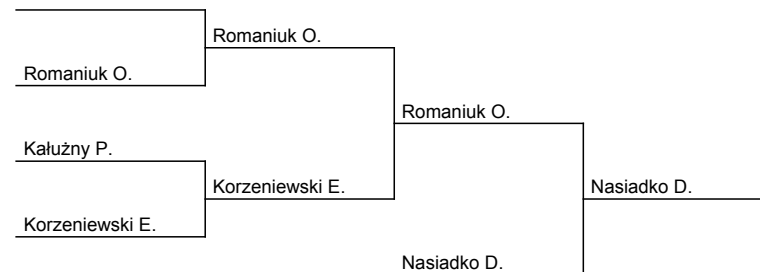 Romaniuk O.
Romaniuk O.
Romaniuk O.
Kałużny P.
Korzeniewski E.
Nasiadko D.
Korzeniewski E.
Nasiadko D.